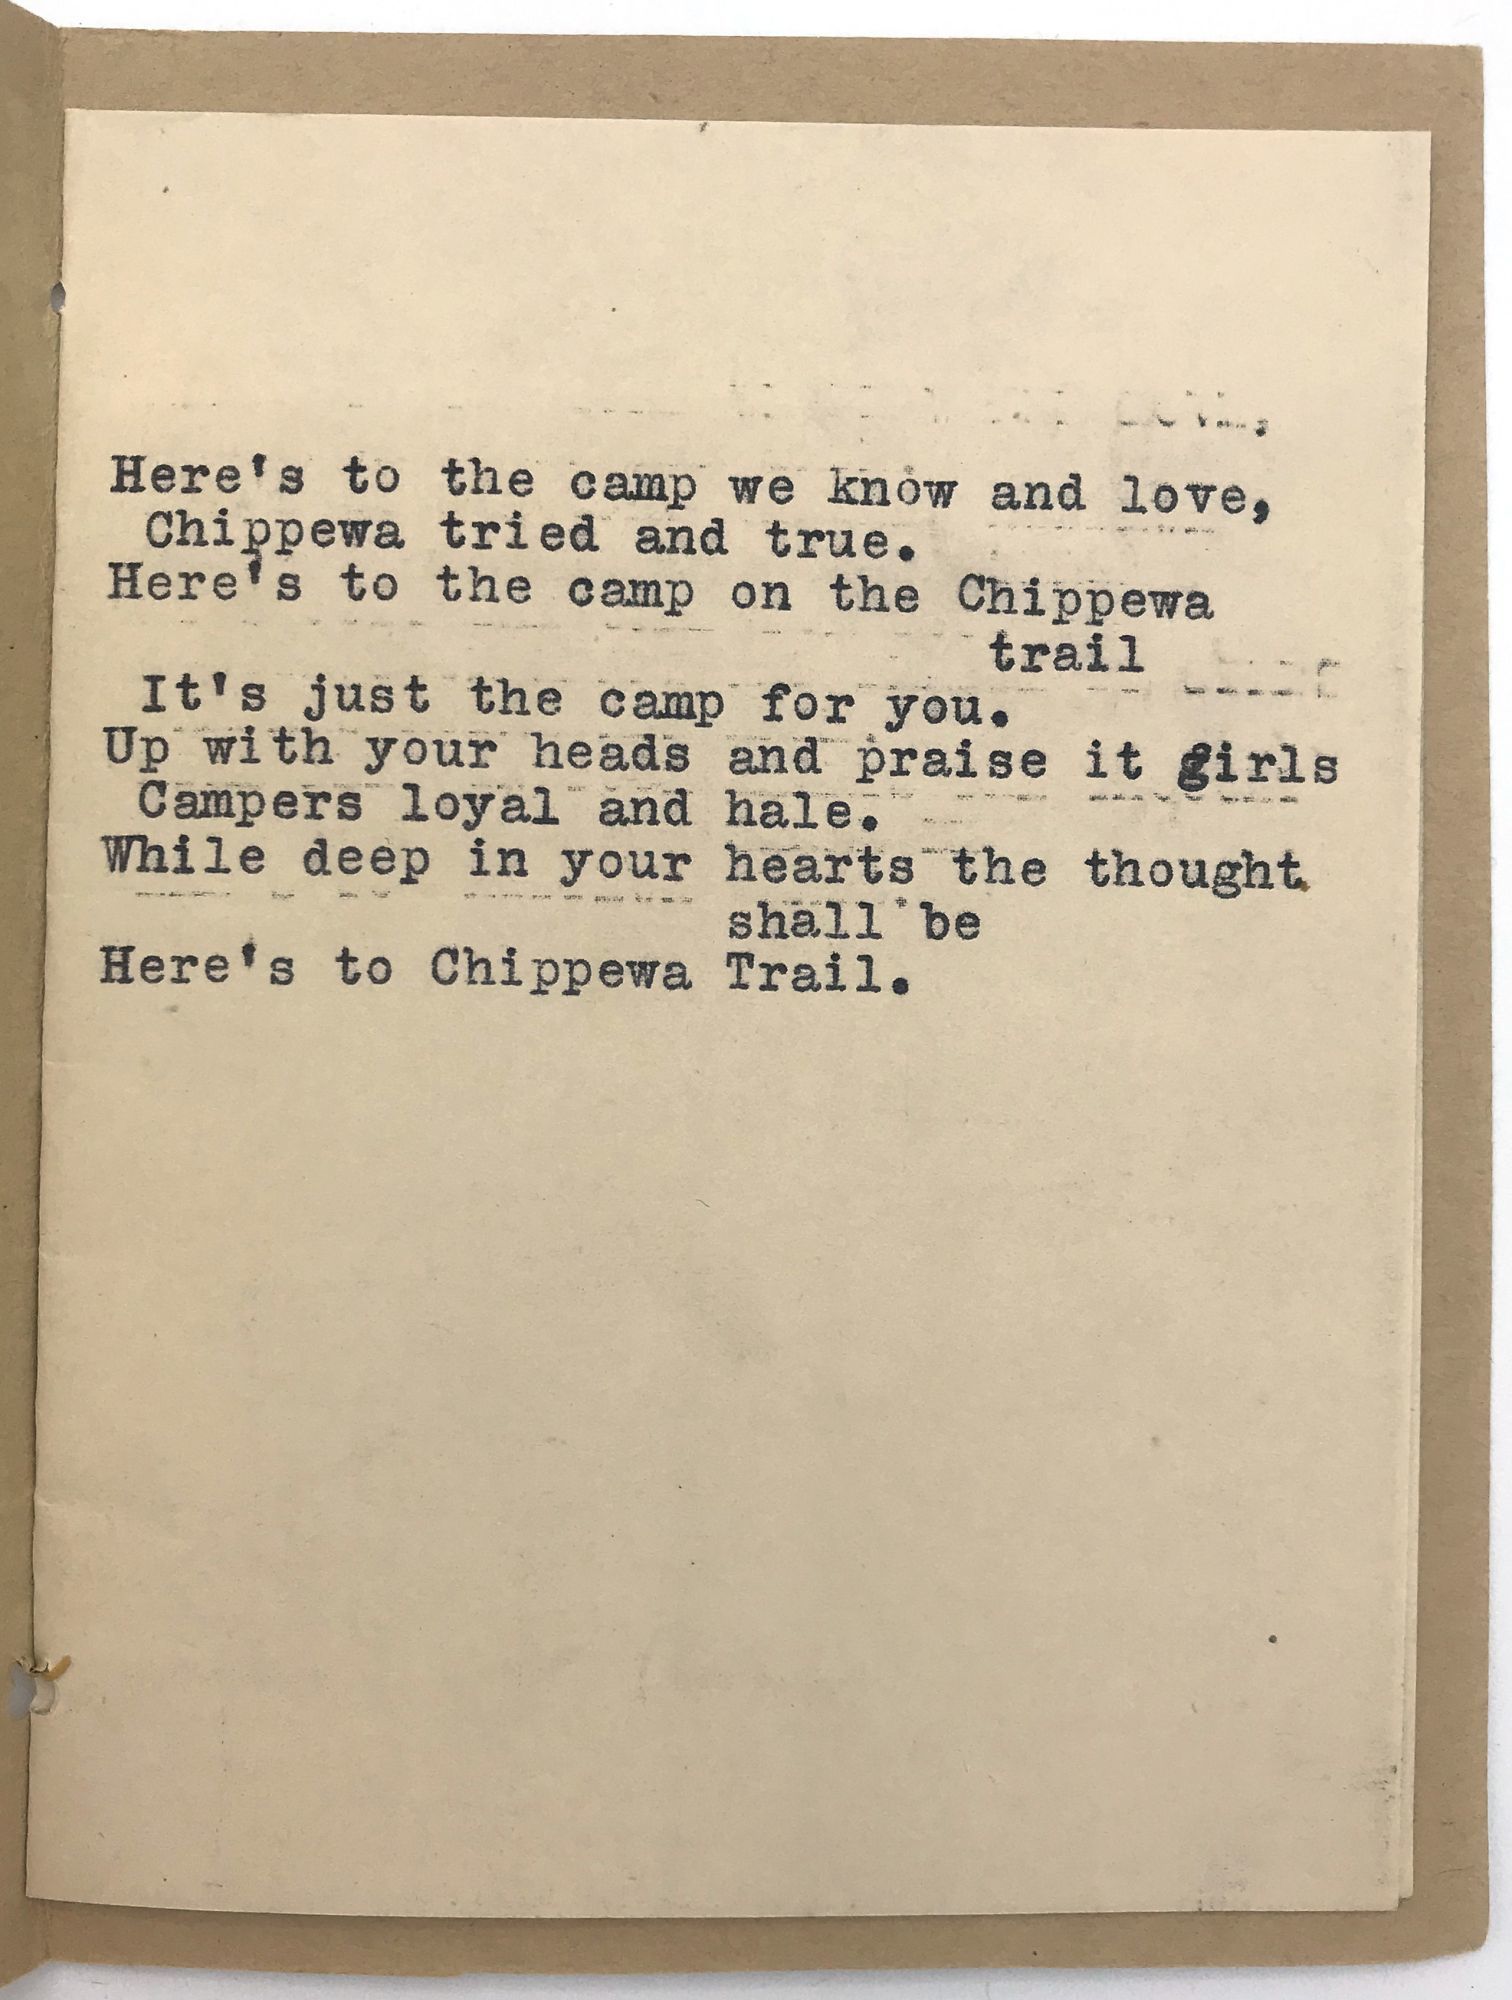 Here's to the camp we know and love,
Chippewa tried and true.
Here's to the camp on the Chippewa
trail
It's just the camp for you.
Up with your heads and praise it girls
Campers loyal and hale.
While deep in your hearts the thought
shall be
Here's to Chippewa Trail.